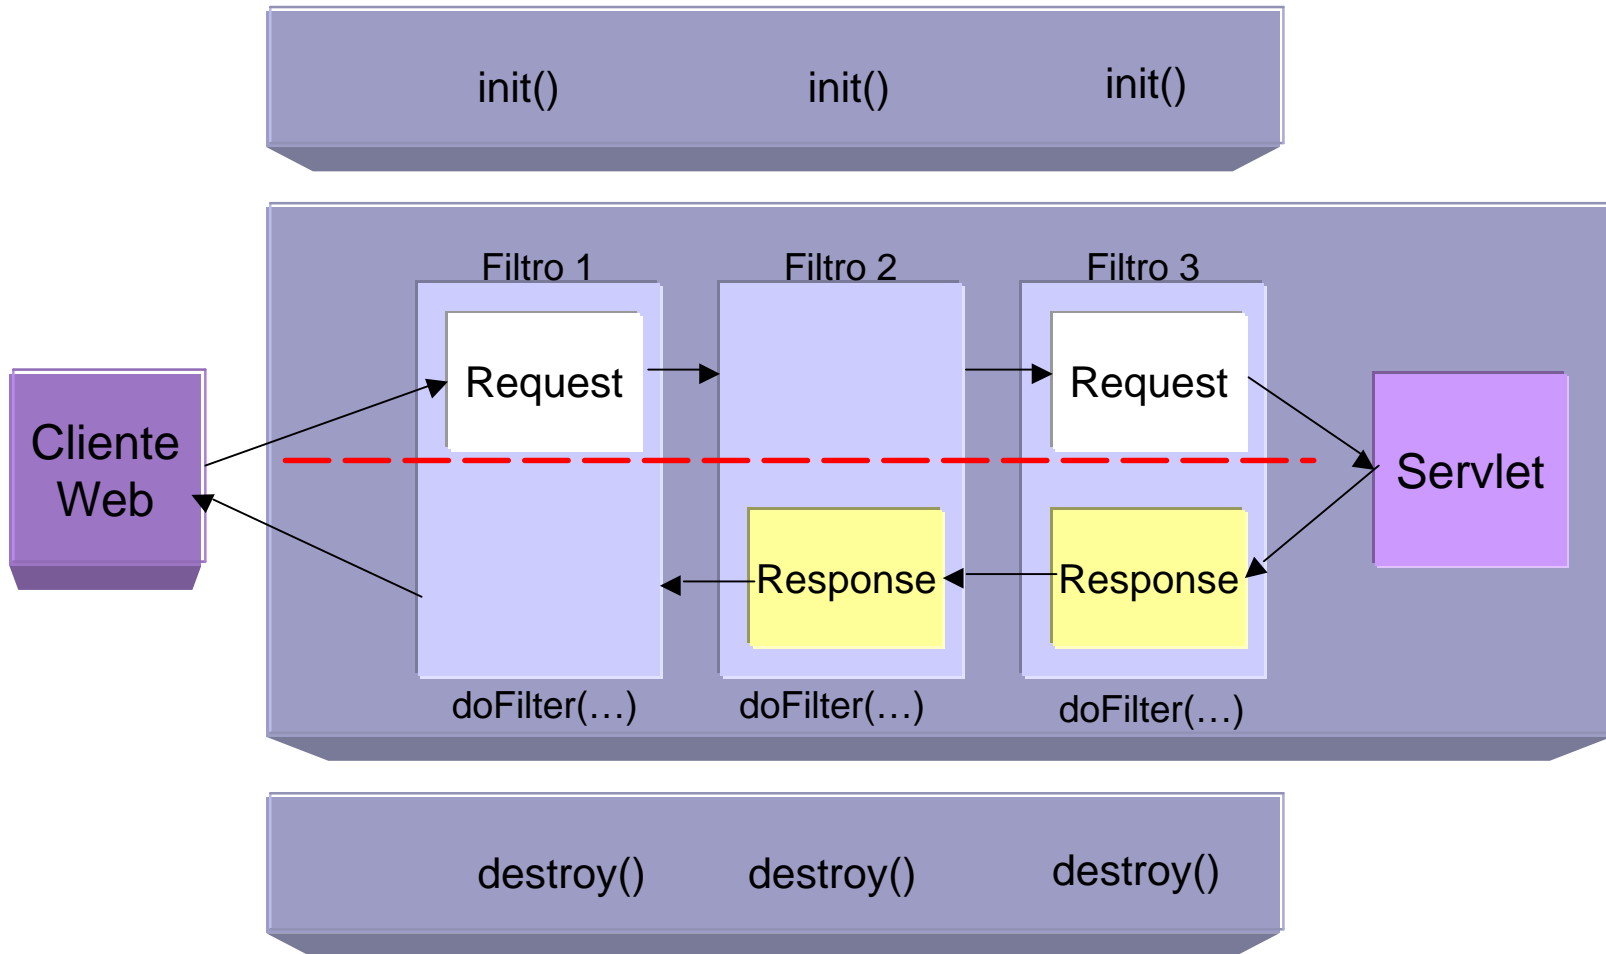 init() init() init()
Filtro 1 Filtro 2 Filtro 3
Request Request
Cliente
Web
Servlet
Response Response
doFilter(…) doFilter(…) doFilter(…)
destroy() destroy() destroy()